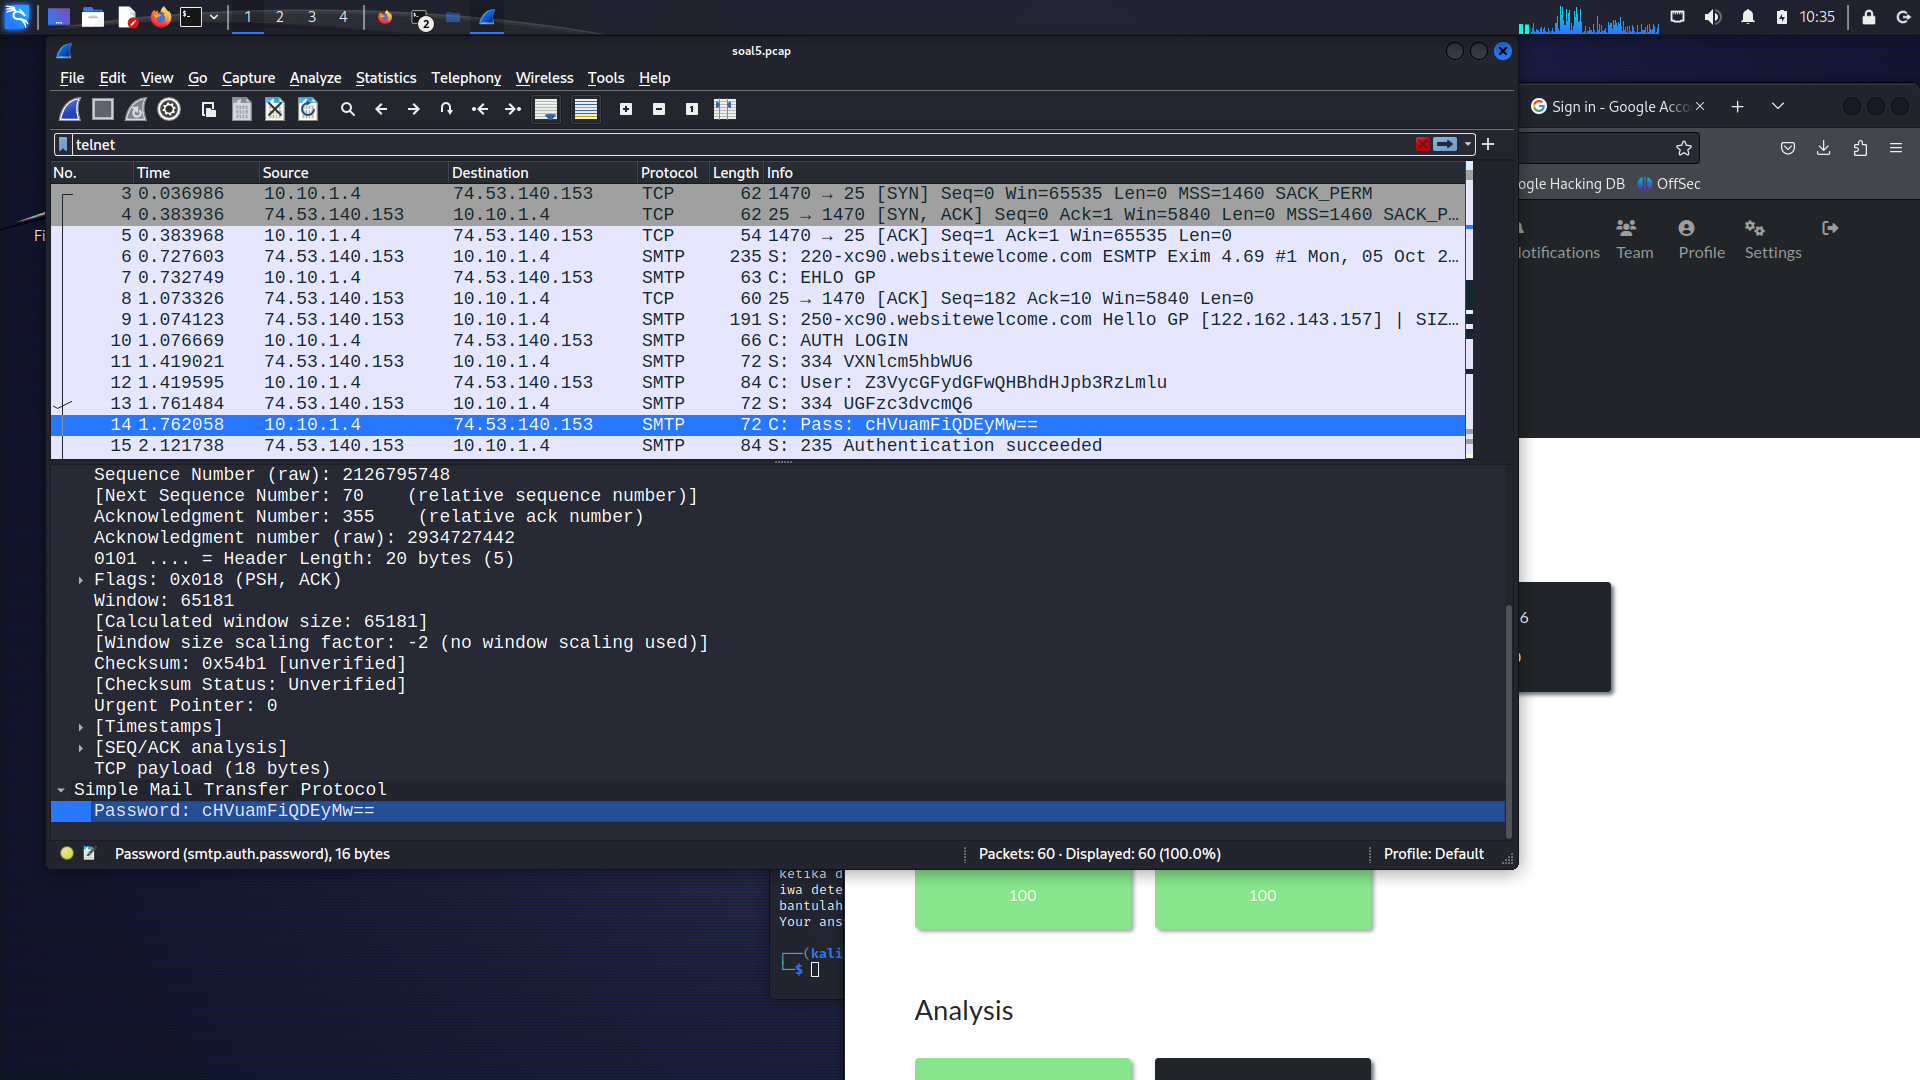 1 2 3 4
2
10:35
soal5.pcap
File Edit View Go Capture Analyze Statistics Telephony Wireless Tools Help
telnet
No. Time Source Destination Protocol Length Info
3 0.036986 10.10.1.4 74.53.140.153 TCP 62 1470 → 25 [SYN] Seq=0 Win=65535 Len=0 MSS=1460 SACK_PERM
4 0.383936 74.53.140.153 10.10.1.4 TCP 62 25 → 1470 [SYN, ACK] Seq=0 Ack=1 Win=5840 Len=0 MSS=1460 SACK_P…
5 0.383968 10.10.1.4 74.53.140.153 TCP 54 1470 → 25 [ACK] Seq=1 Ack=1 Win=65535 Len=0
6 0.727603 74.53.140.153 10.10.1.4 SMTP 235 S: 220-xc90.websitewelcome.com ESMTP Exim 4.69 #1 Mon, 05 Oct 2…
7 0.732749 10.10.1.4 74.53.140.153 SMTP 63 C: EHLO GP
8 1.073326 74.53.140.153 10.10.1.4 TCP 60 25 → 1470 [ACK] Seq=182 Ack=10 Win=5840 Len=0
9 1.074123 74.53.140.153 10.10.1.4 SMTP 191 S: 250-xc90.websitewelcome.com Hello GP [122.162.143.157] | SIZ…
10 1.076669 10.10.1.4 74.53.140.153 SMTP 66 C: AUTH LOGIN
11 1.419021 74.53.140.153 10.10.1.4 SMTP 72 S: 334 VXNlcm5hbWU6
12 1.419595 10.10.1.4 74.53.140.153 SMTP 84 C: User: Z3VycGFydGFwQHBhdHJpb3RzLmlu
13 1.761484 74.53.140.153 10.10.1.4 SMTP 72 S: 334 UGFzc3dvcmQ6
14 1.762058 10.10.1.4 74.53.140.153 SMTP 72 C: Pass: cHVuamFiQDEyMw==
15 2.121738 74.53.140.153 10.10.1.4 SMTP 84 S: 235 Authentication succeeded
Sequence Number (raw): 2126795748
[Next Sequence Number: 70    (relative sequence number)]
Acknowledgment Number: 355    (relative ack number)
Acknowledgment number (raw): 2934727442
0101 .... = Header Length: 20 bytes (5)
Flags: 0x018 (PSH, ACK)
Window: 65181
[Calculated window size: 65181]
[Window size scaling factor: -2 (no window scaling used)]
Checksum: 0x54b1 [unverified]
[Checksum Status: Unverified]
Urgent Pointer: 0
[Timestamps]
[SEQ/ACK analysis]
TCP payload (18 bytes)
Simple Mail Transfer Protocol
Password: cHVuamFiQDEyMw==
Password (smtp.auth.password), 16 bytes
Packets: 60 · Displayed: 60 (100.0%)
Profile: Default
Fi
Sign in - Google Acco
ogle Hacking DB OffSec
otifications Team Profile Settings
6
ketika d
iwa dete
bantulah
Your ans
(kali
$
100 100
Analysis